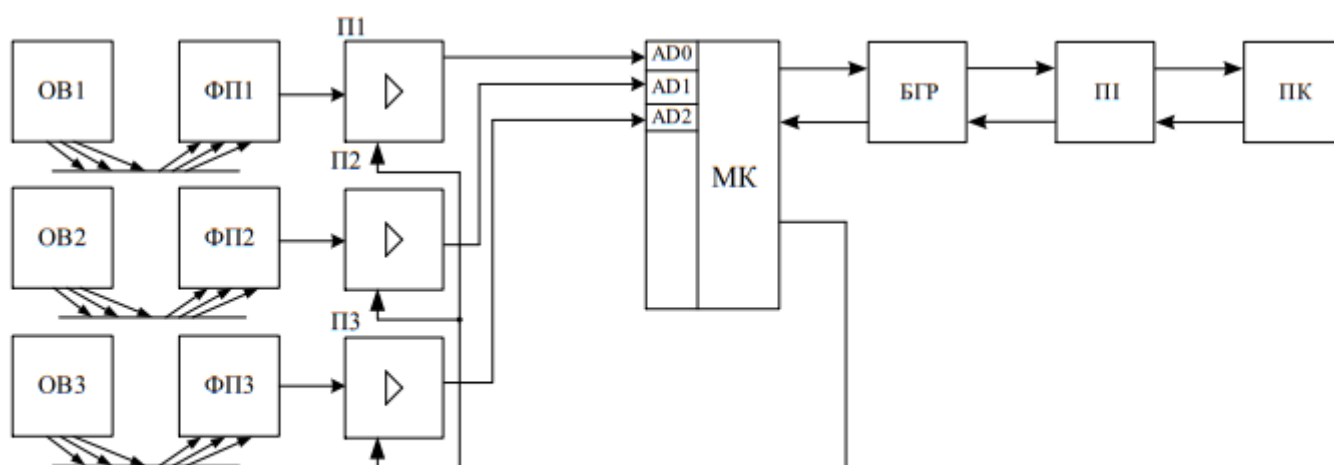 П1
ОВ1
ФП1
AD0
AD1
AD2
МК
БГР
ПІ
ПК
П2
ОВ2
ФП2
П3
ОВ3
ФП3